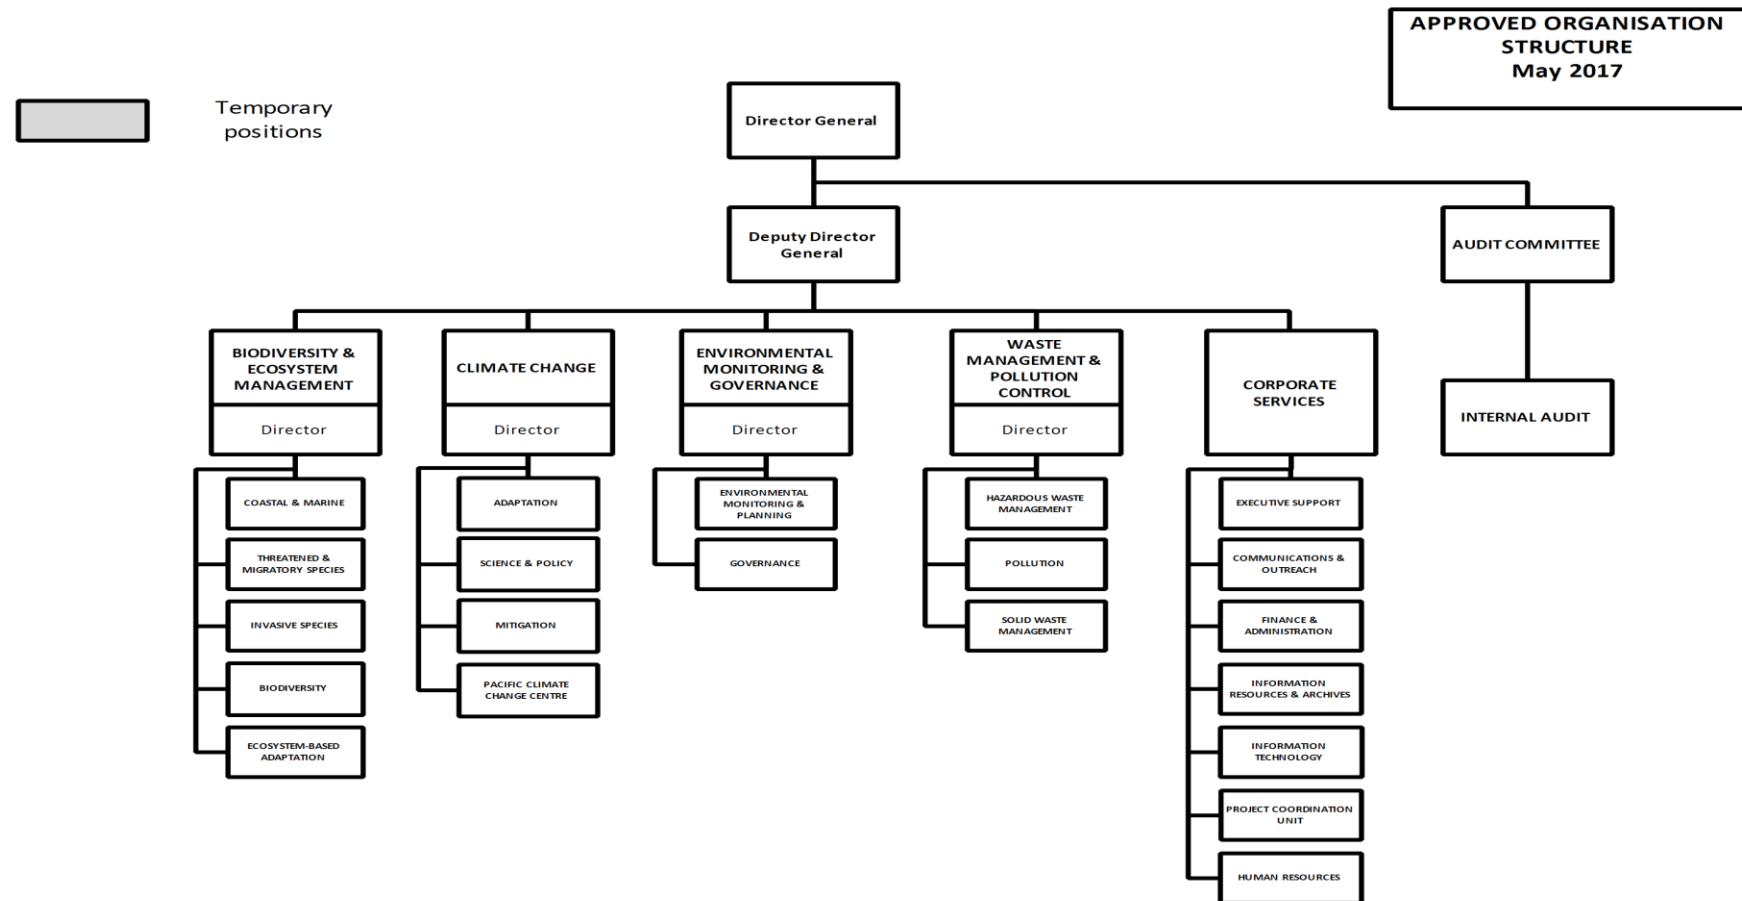 APPROVED ORGANISATION
STRUCTURE
May 2017
Temporary
positions
Director General
Deputy Director
General
AUDIT COMMITTEE
INTERNAL AUDIT
BIODIVERSITY &
ECOSYSTEM
MANAGEMENT
Director
COASTAL & MARINE
THREATENED &
MIGRATORY SPECIES
INVASIVE SPECIES
BIODIVERSITY
ECOSYSTEM-BASED
ADAPTATION
CLIMATE CHANGE
Director
ADAPTATION
SCIENCE & POLICY
MITIGATION
PACIFIC CLIMATE
CHANGE CENTRE
ENVIRONMENTAL
MONITORING &
GOVERNANCE
Director
ENVIRONMENTAL
MONITORING &
PLANNING
GOVERNANCE
WASTE
MANAGEMENT &
POLLUTION
CONTROL
Director
HAZARDOUS WASTE
MANAGEMENT
POLLUTION
SOLID WASTE
MANAGEMENT
CORPORATE
SERVICES
EXECUTIVE SUPPORT
COMMUNICATIONS &
OUTREACH
FINANCE &
ADMINISTRATION
INFORMATION
RESOURCES & ARCHIVES
INFORMATION
TECHNOLOGY
PROJECT COORDINATION
UNIT
HUMAN RESOURCES